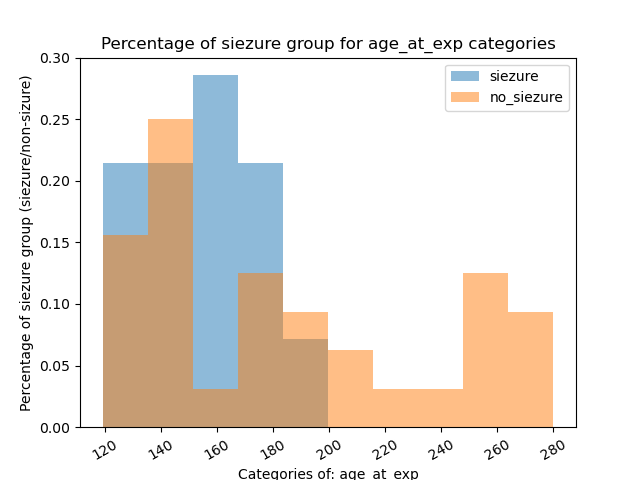 Percentage of siezure group for age_at_exp categories
siezure
no_siezure
Percentage of siezure group (siezure/non-sizure)
0.30
0.25
0.20
0.15
0.10
0.05
0.00
120 140 160 180 200 220 240 260 280
Categories of: age_at_exp